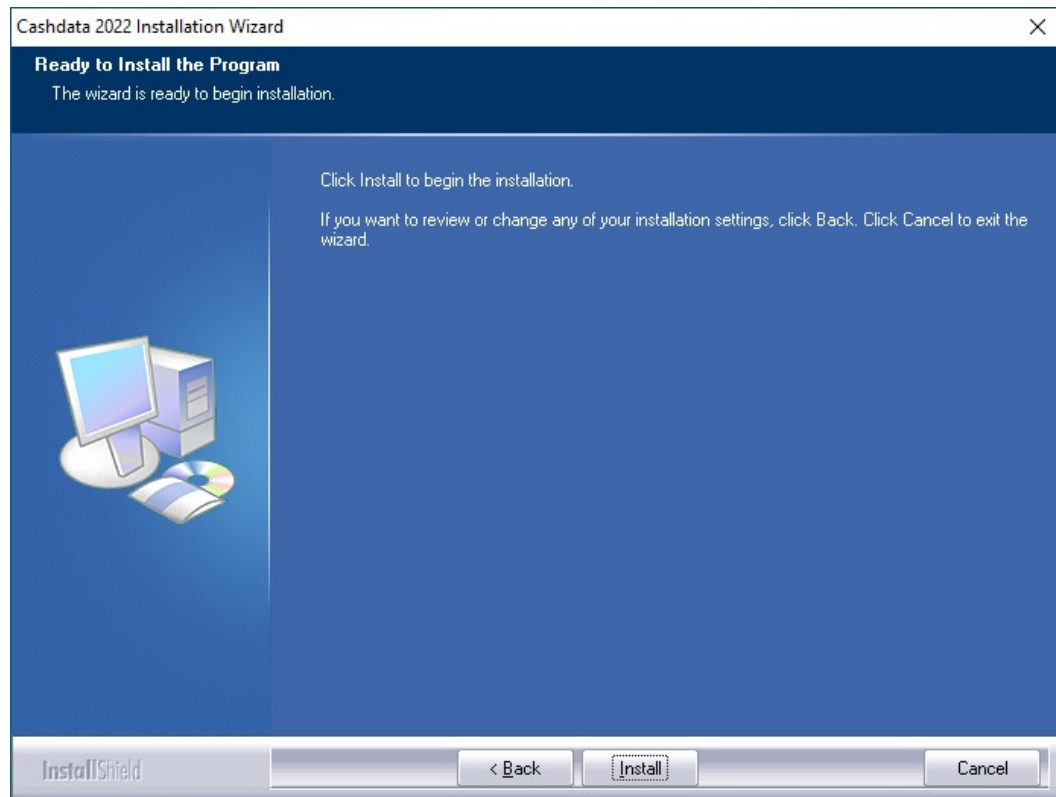 Cashdata 2022 Installation Wizard
Ready to Install the Program
The wizard is ready to begin installation.
Click Install to begin the installation.
If you want to review or change any of your installation settings, click Back. Click Cancel to exit the
wizard.
InstallShield
< Back
Install
Cancel